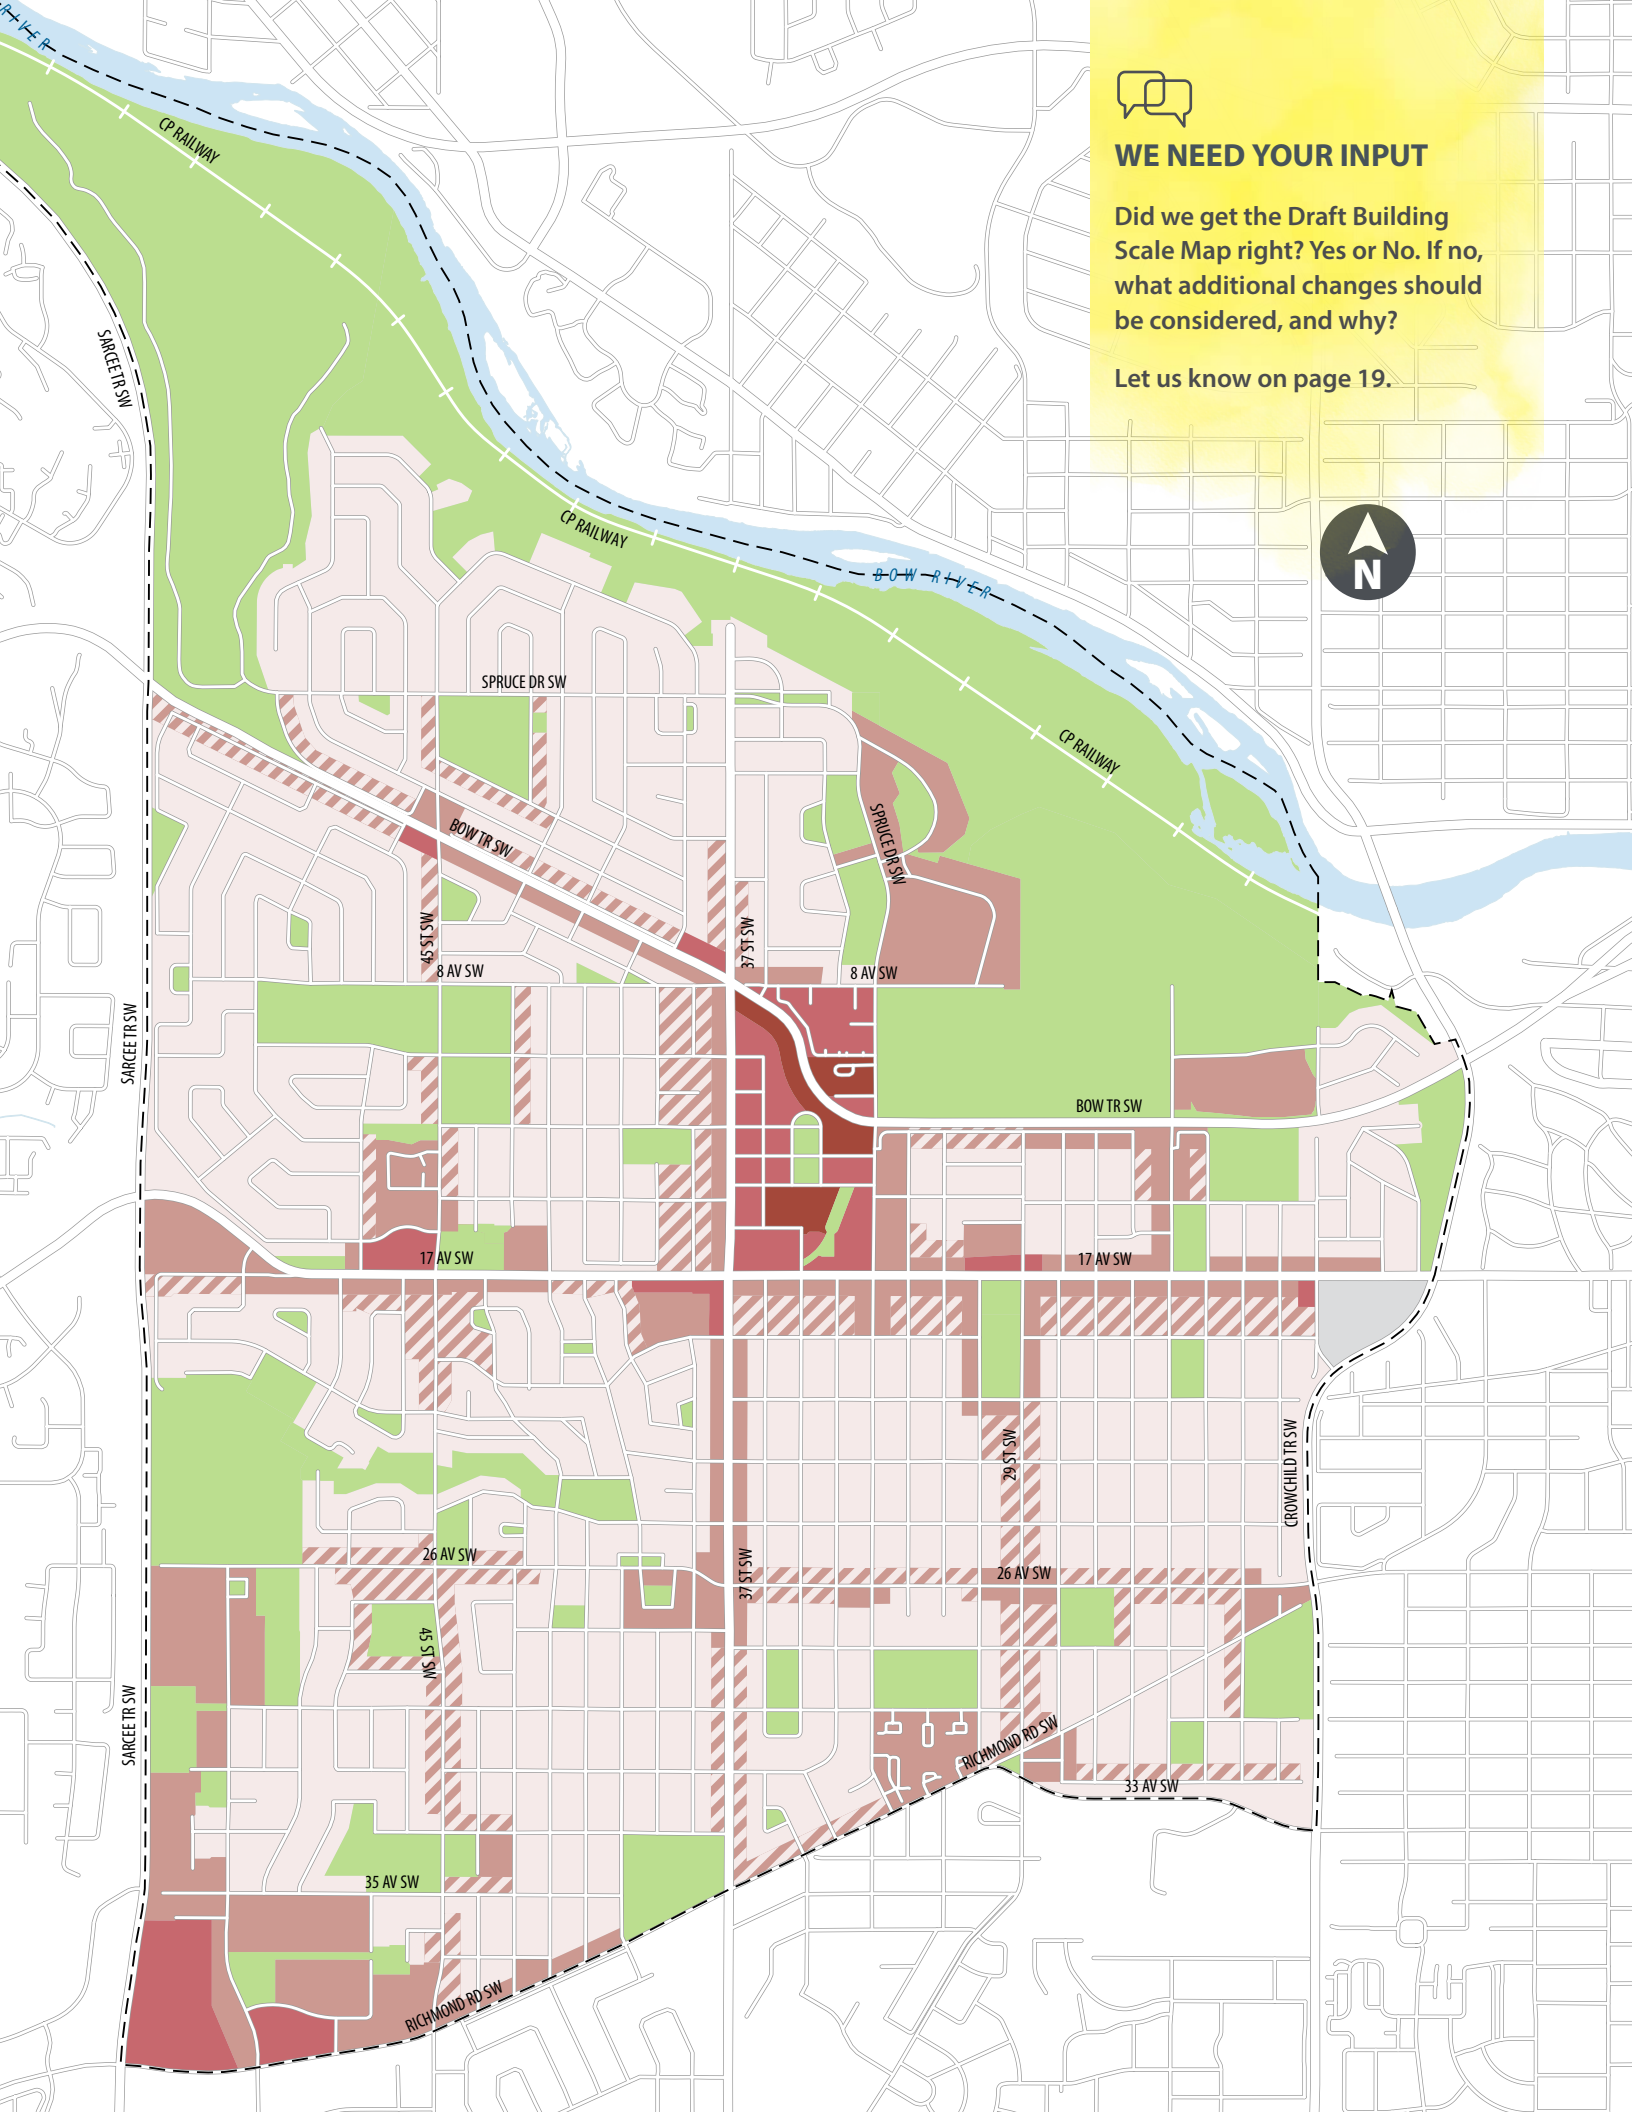 RIVER
CP RAILWAY
WE NEED YOUR INPUT
Did we get the Draft Building
Scale Map right? Yes or No. If no,
what additional changes should
be considered, and why?
Let us know on page 19.
N
SARCEE TR SW
CP RAILWAY
BOW RIVER
SPRUCE DR SW
CP RAILWAY
BOW TR SW
SPRUCE DR SW
45 ST SW
37 ST SW
8 AV SW
8 AV SW
SARCEE TR SW
BOW TR SW
17 AV SW
17 AV SW
29 ST SW
CROWCHILD TR SW
26 AV SW
37 ST SW
26 AV SW
45 ST SW
SARCEE TR SW
RICHMOND RD SW
33 AV SW
35 AV SW
RICHMOND RD SW